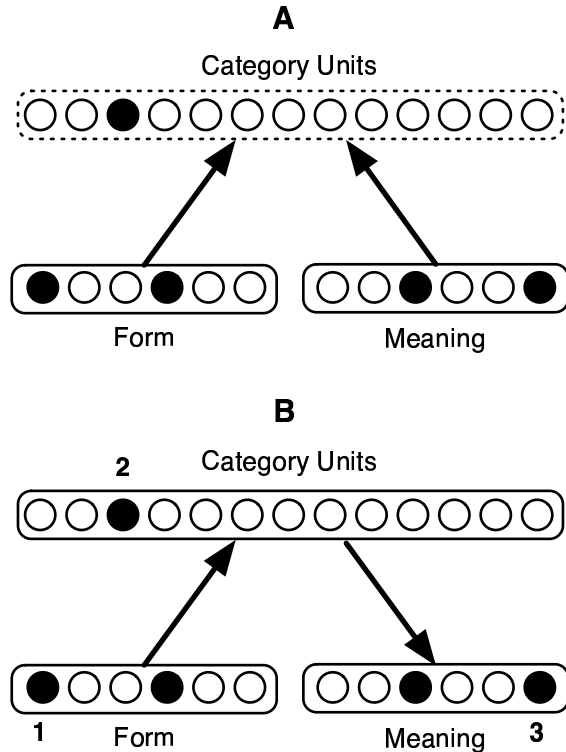 A
Category Units
Form
Meaning
B
2
Category Units
1
Form
Meaning
3